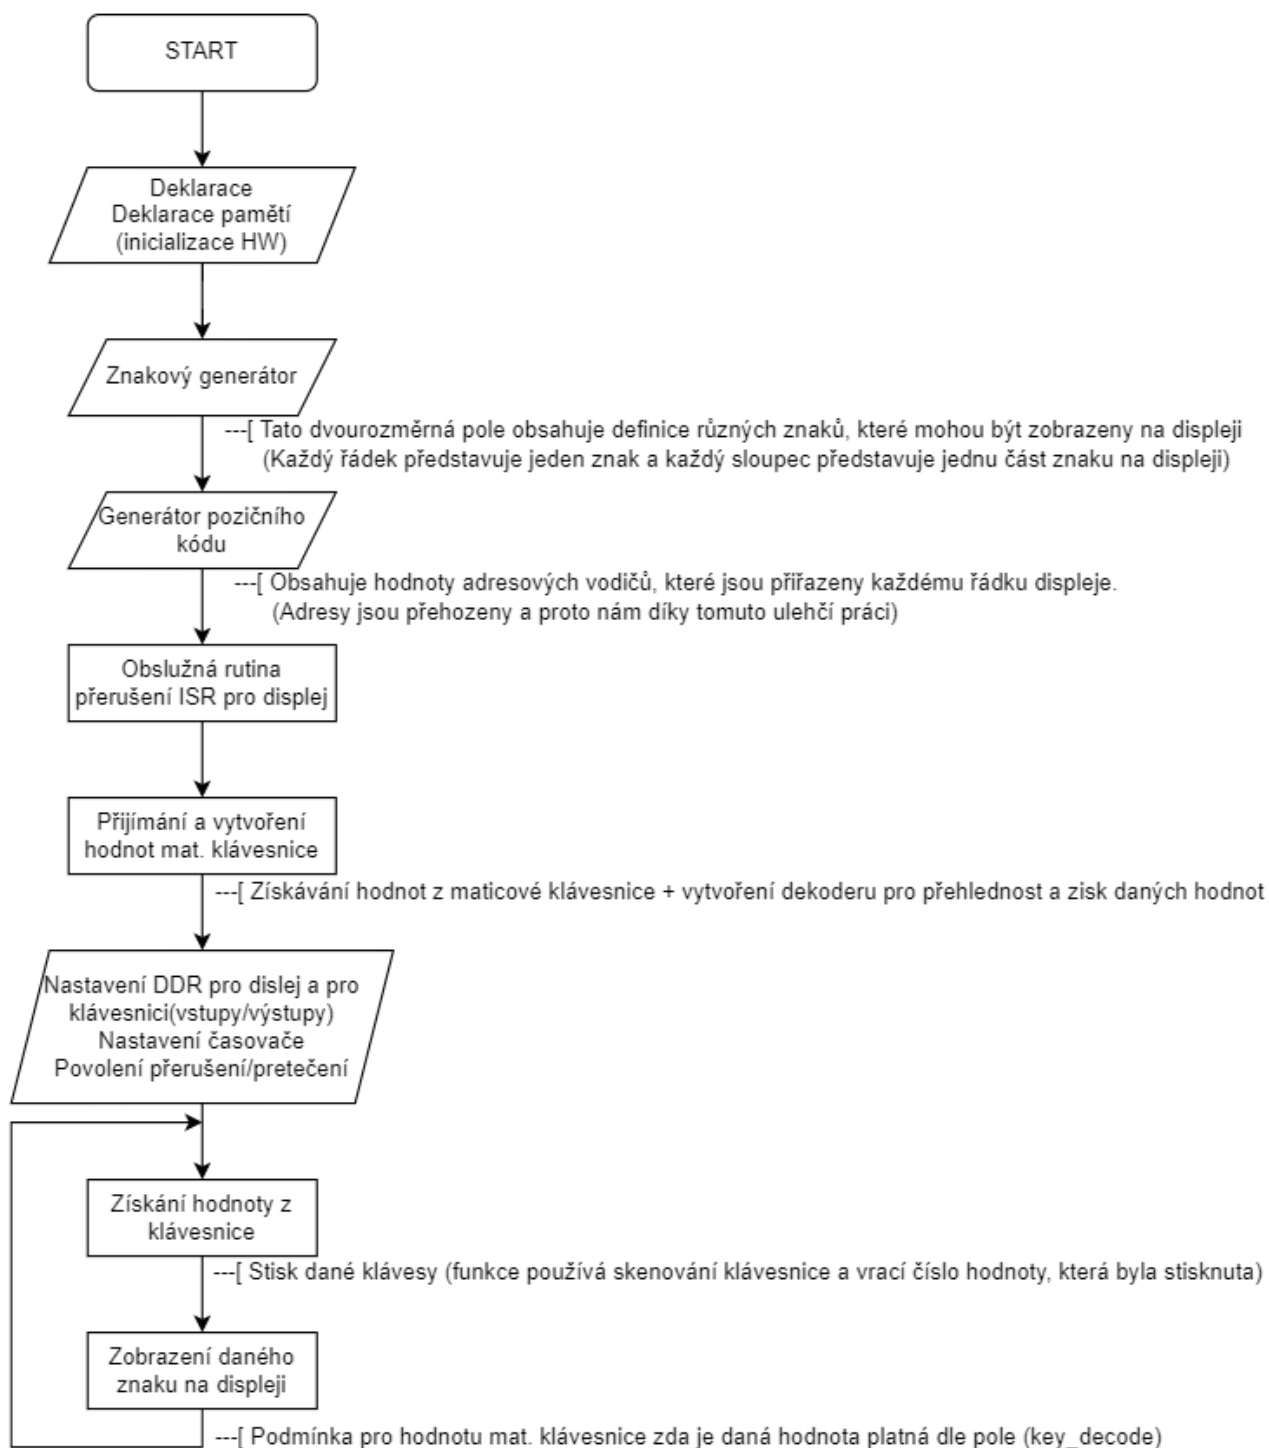 START
Deklarace
Deklarace pamětí
(inicializace HW)
Znakový generátor
---[ Tato dvourozměrná pole obsahuje definice různých znaků, které mohou být zobrazeny na displeji
(Každý řádek představuje jeden znak a každý sloupec představuje jednu část znaku na displeji)
Generátor pozičního
kódu
---[ Obsahuje hodnoty adresových vodičů, které jsou přiřazeny každému řádku displeje.
(Adresy jsou přehozeny a proto nám díky tomuto ulehčí práci)
Obslužná rutina
přerušení ISR pro displej
Přijímání a vytvoření
hodnot mat. klávesnice
---[ Získávání hodnot z maticové klávesnice + vytvoření dekoderu pro přehlednost a zisk daných hodnot
Nastavení DDR pro dislej a pro
klávesnici(vstupy/výstupy)
Nastavení časovače
Povolení přerušení/pretečení
Získání hodnoty z
klávesnice
---[ Stisk dané klávesy (funkce používá skenování klávesnice a vrací číslo hodnoty, která byla stisknuta)
Zobrazení daného
znaku na displeji
---[ Podmínka pro hodnotu mat. klávesnice zda je daná hodnota platná dle pole (key_decode)